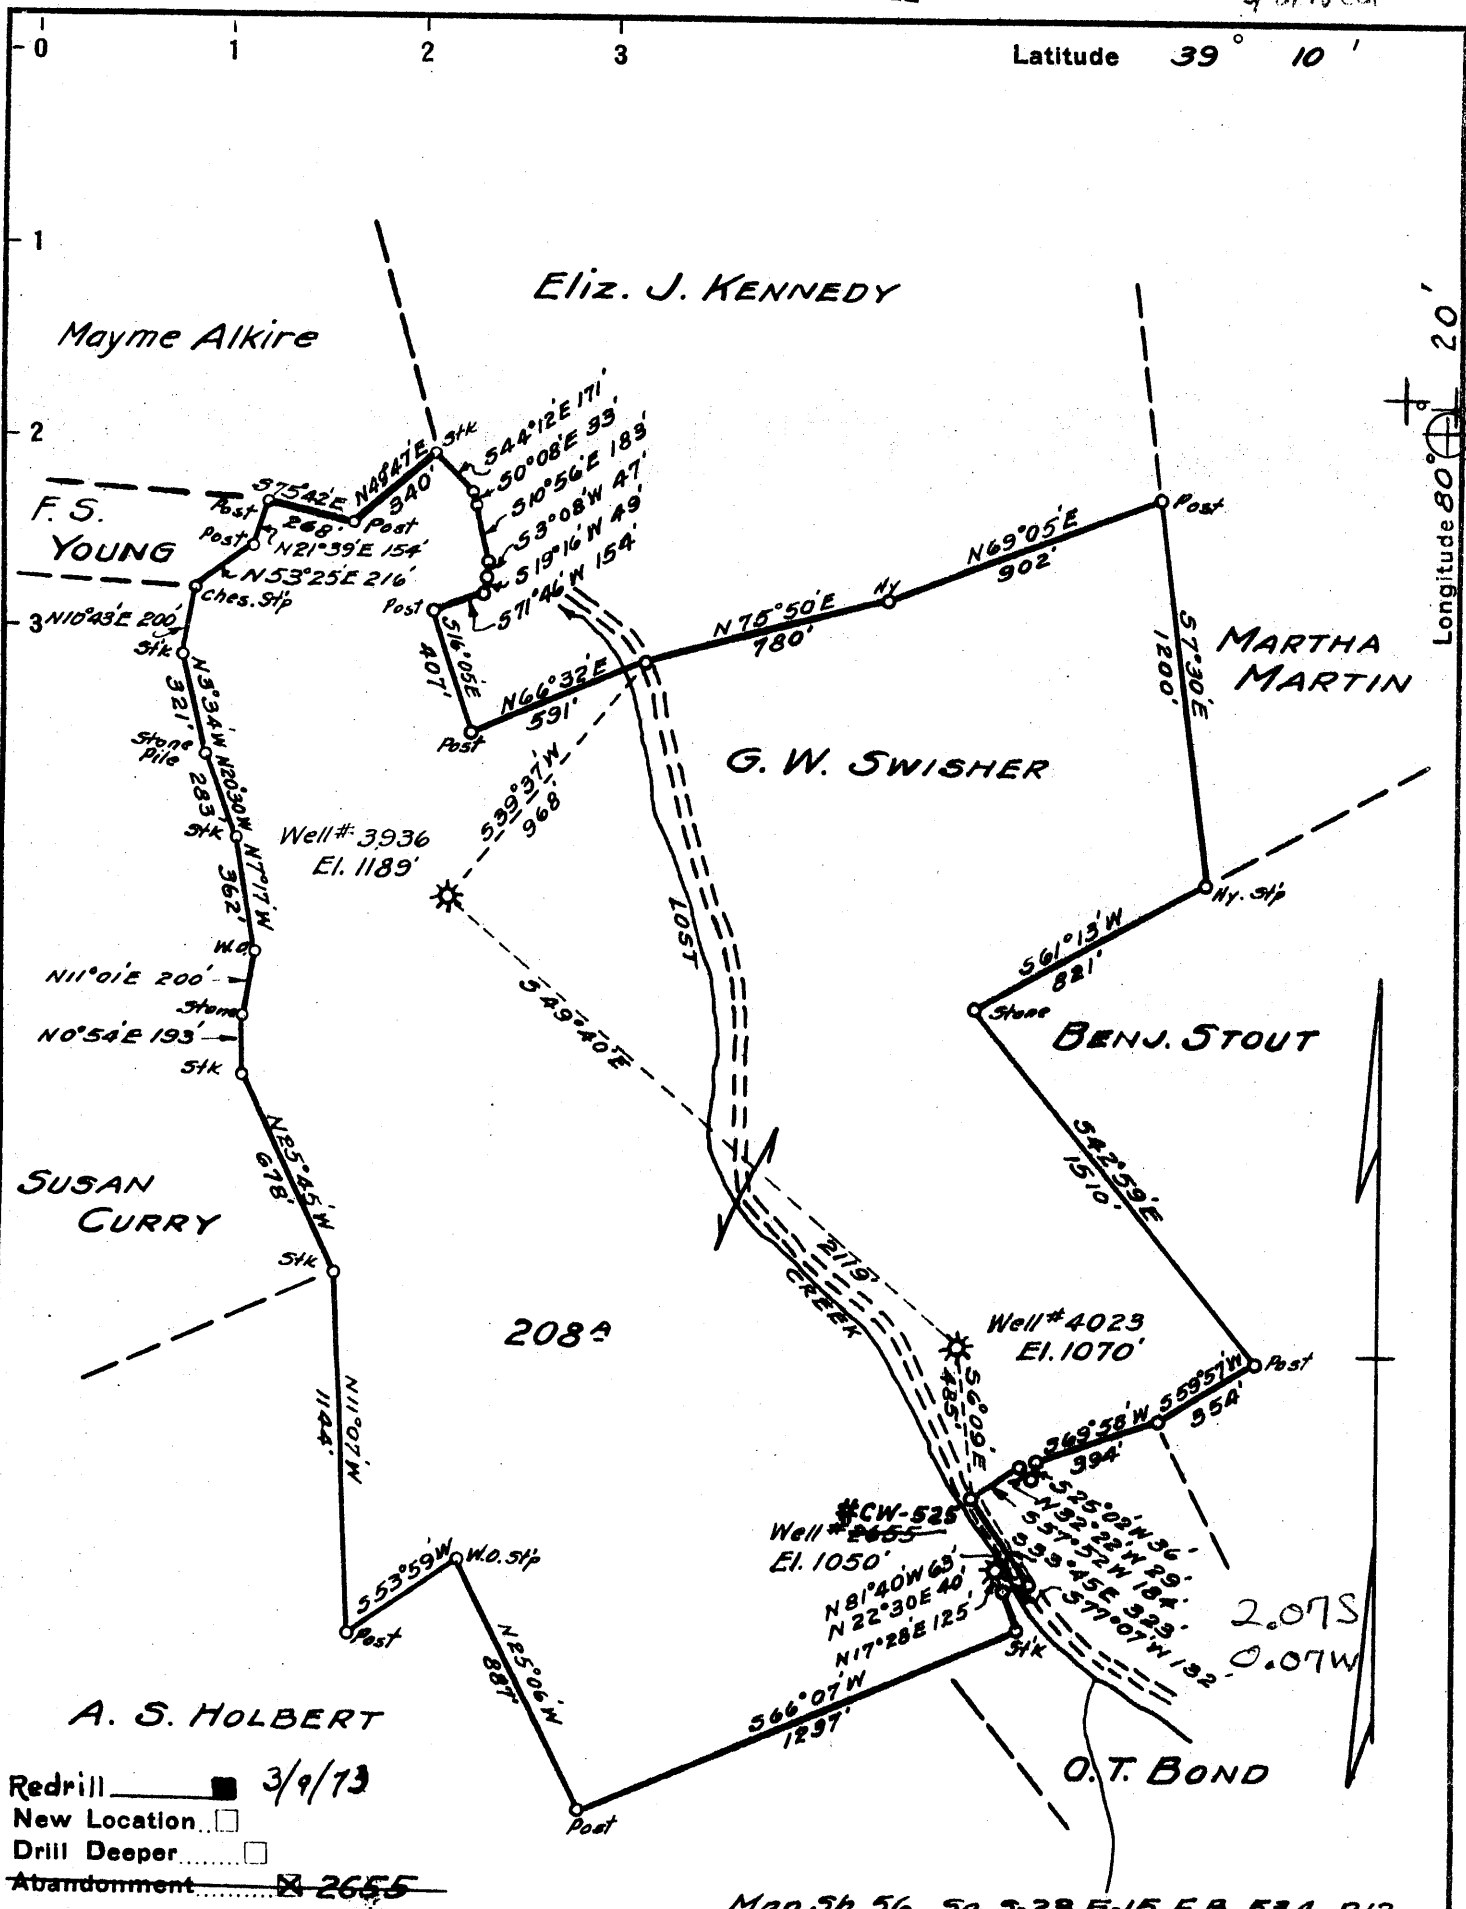 0 1 2 3
Latitude 39° 10'
1
2
3
Longitude 80° 20'
Eliz. J. KENNEDY
Mayme Alkire
F. S.
YOUNG
S75°42'E
268'
N49°47'E
340'
Stk
S44°12'E 171'
S0°08'E 33'
S10°56'E 183'
S3°08'W 47'
S19°16'W 49'
S71°46'W 154'
Post
Post
Post
N21°39'E 154'
N53°25'E 216'
Ches. Stp
N10°43'E 200'
Stk
N3°34'W
321'
Stone
Pile
N20°30'W
283'
Stk
N7°17'W
362'
W.O.
N11°01'E 200'
Stone
N0°54'E 193'
Stk
N25°45'W
678'
Stk
N11°07'W
1144'
Post
S16°05'E
407'
Post
N66°32'E
591'
N75°50'E
780'
Hy
N69°05'E
902'
Post
S7°30'E
1200'
MARTHA
MARTIN
G. W. SWISHER
S39°37'W
968'
Well # 3936
El. 1189'
LOST
S49°40'E
Hy. Stp
S61°13'W
821'
Stone
BENJ. STOUT
S42°59'E
1510'
SUSAN
CURRY
2119'
CREEK
208A
Well # 4023
El. 1070'
S6°09'E
485'
Post
S59°57'W
354'
S69°58'W
394'
#CW-525
Well # 2655
El. 1050'
S25°02'W 36'
N32°22'W 29'
S57°52'W 184'
S33°45'E 323'
S77°07'W 132'
N81°40'W 63'
N22°30'E 40'
N17°28'E 125'
Stk
2.07S
0.07W
S53°59'W
W.O. Stp
Post
N25°06'W
887'
S66°07'W
1297'
Post
A. S. HOLBERT
O. T. BOND
Redrill 3/9/73
New Location
Drill Deeper
Abandonment 2655